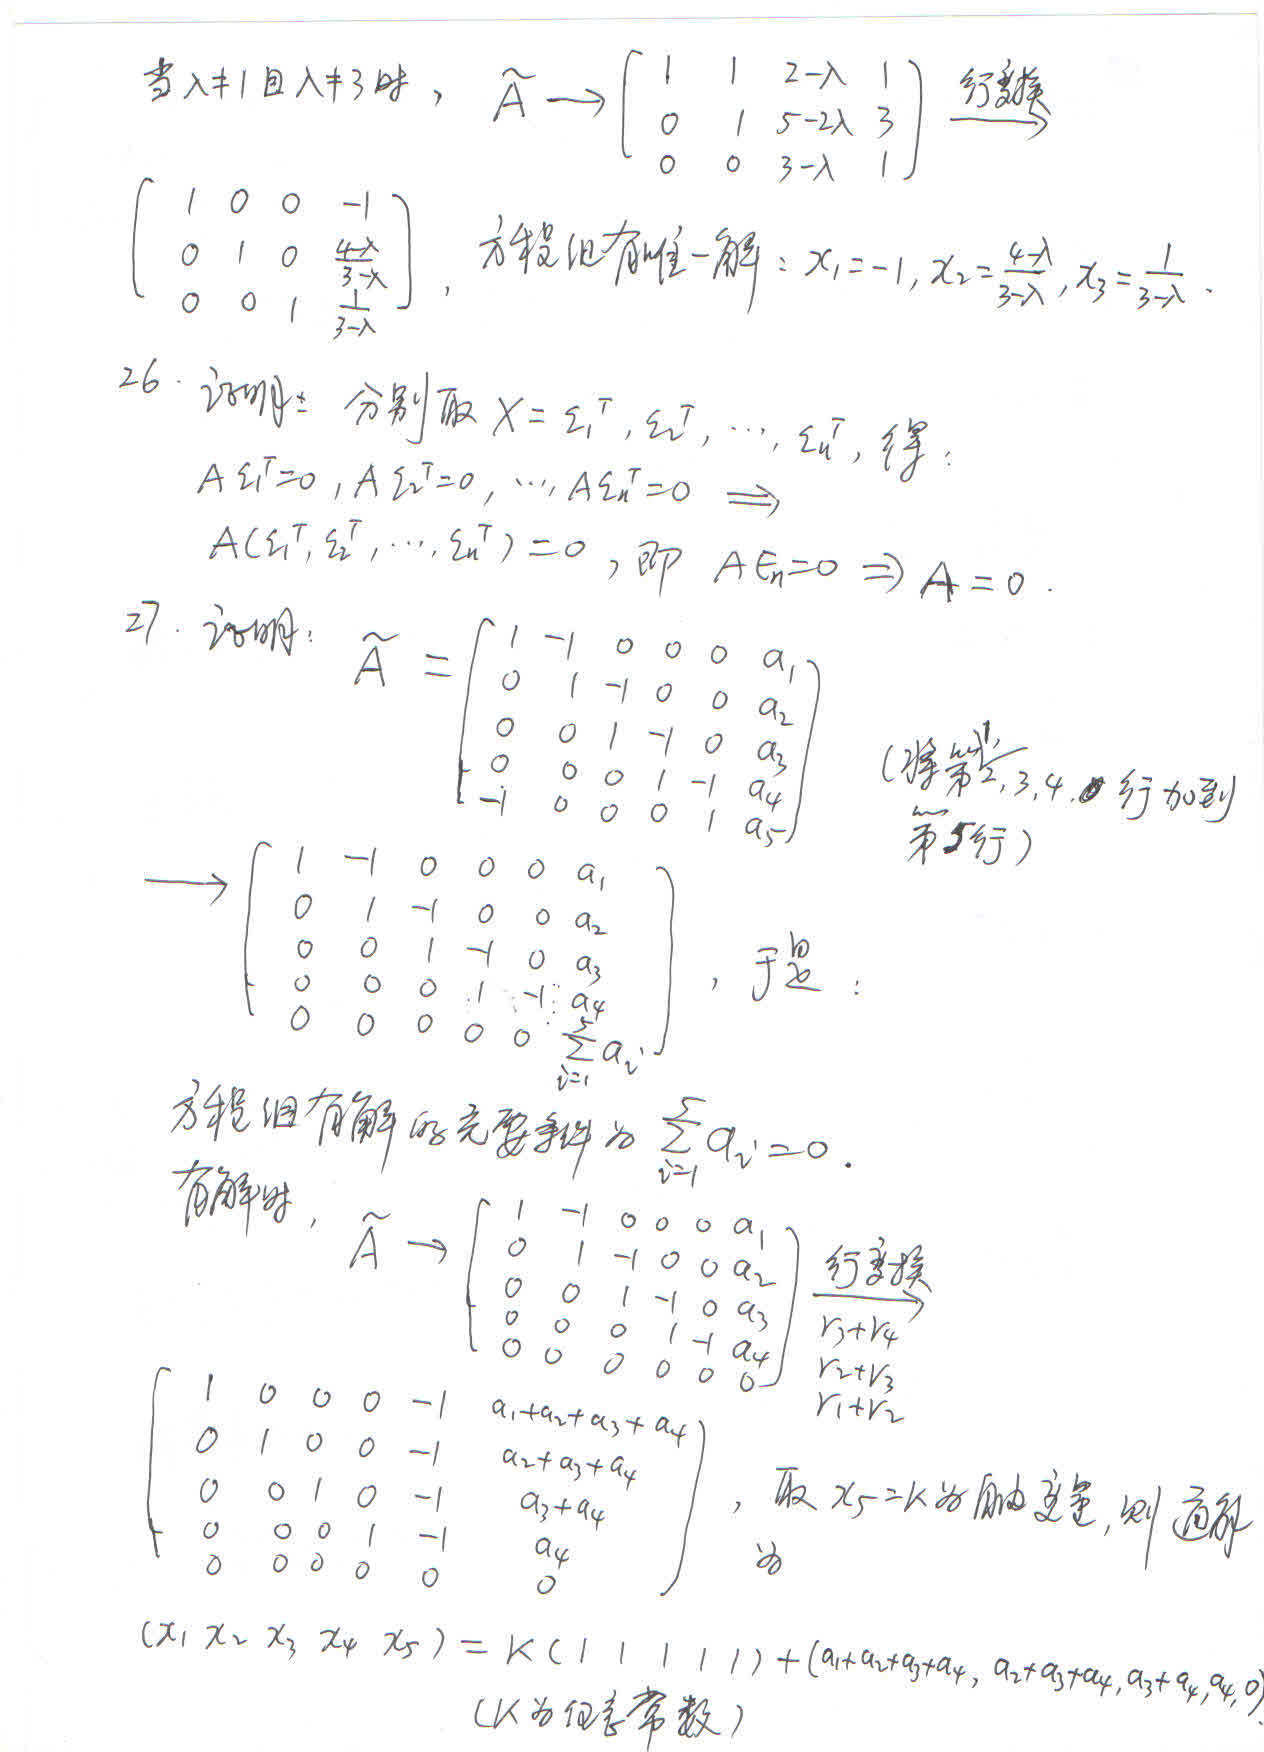 当λ≠1且λ≠3时, Ã → ( 1 1 2-λ 1 行变换→
0 1 5-2λ 3
0 0 3-λ 1 )
( 1 0 0 -1
0 1 0 (4-λ)/(3-λ)
0 0 1 1/(3-λ) ), 方程组有唯一解: x₁=-1, x₂=(4-λ)/(3-λ), x₃=1/(3-λ).
26. 证明: 分别取 X=ε₁ᵀ, ε₂ᵀ, ⋯, εₙᵀ, 得:
Aε₁ᵀ=0, Aε₂ᵀ=0, ⋯, Aεₙᵀ=0 ⇒
A(ε₁ᵀ, ε₂ᵀ, ⋯, εₙᵀ)=0, 即 AEₙ=0 ⇒ A=0.
27. 证明: Ã = ( 1 -1 0 0 0 a₁
0 1 -1 0 0 a₂
0 0 1 -1 0 a₃
0 0 0 1 -1 a₄
-1 0 0 0 1 a₅ )
(将第1,2,3,4行加到
第5行)
→ ( 1 -1 0 0 0 a₁
0 1 -1 0 0 a₂
0 0 1 -1 0 a₃
0 0 0 1 -1 a₄
0 0 0 0 0 ∑_{i=1}^{5} aᵢ ), 于是:
方程组有解的充要条件为 ∑_{i=1}^{5} aᵢ=0.
有解时, Ã → ( 1 -1 0 0 0 a₁
0 1 -1 0 0 a₂
0 0 1 -1 0 a₃
0 0 0 1 -1 a₄
0 0 0 0 0 0 ) 行变换→
r₃+r₄
r₂+r₃
r₁+r₂
( 1 0 0 0 -1 a₁+a₂+a₃+a₄
0 1 0 0 -1 a₂+a₃+a₄
0 0 1 0 -1 a₃+a₄
0 0 0 1 -1 a₄
0 0 0 0 0 0 ), 取x₅=K为自由变量, 则通解
为
(x₁ x₂ x₃ x₄ x₅) = K(1 1 1 1 1)+(a₁+a₂+a₃+a₄, a₂+a₃+a₄, a₃+a₄, a₄, 0).
(K为任意常数)